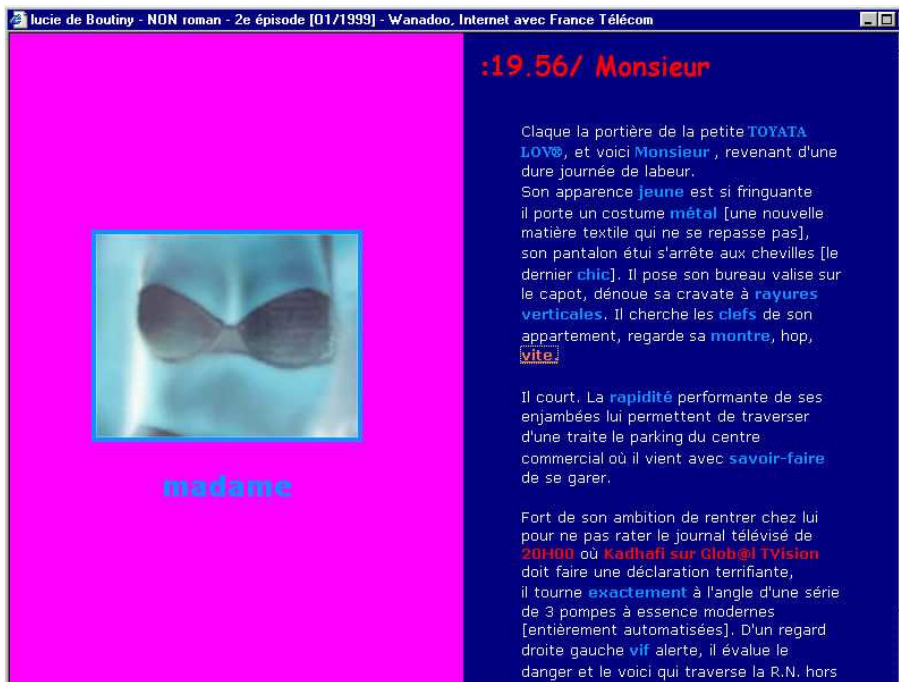 lucie de Boutiny - NON roman - 2e épisode [01/1999] - Wanadoo, Internet avec France Télécom
madame
:19.56/ Monsieur
Claque la portière de la petite TOYATA
LOV®, et voici Monsieur , revenant d'une
dure journée de labeur.
Son apparence jeune est si fringuante
il porte un costume métal [une nouvelle
matière textile qui ne se repasse pas],
son pantalon étui s'arrête aux chevilles [le
dernier chic]. Il pose son bureau valise sur
le capot, dénoue sa cravate à rayures
verticales. Il cherche les clefs de son
appartement, regarde sa montre, hop,
vite.
Il court. La rapidité performante de ses
enjambées lui permettent de traverser
d'une traite le parking du centre
commercial où il vient avec savoir-faire
de se garer.
Fort de son ambition de rentrer chez lui
pour ne pas rater le journal télévisé de
20H00 où Kadhafi sur Glob@l TVision
doit faire une déclaration terrifiante,
il tourne exactement à l'angle d'une série
de 3 pompes à essence modernes
[entièrement automatisées]. D'un regard
droite gauche vif alerte, il évalue le
danger et le voici qui traverse la R.N. hors